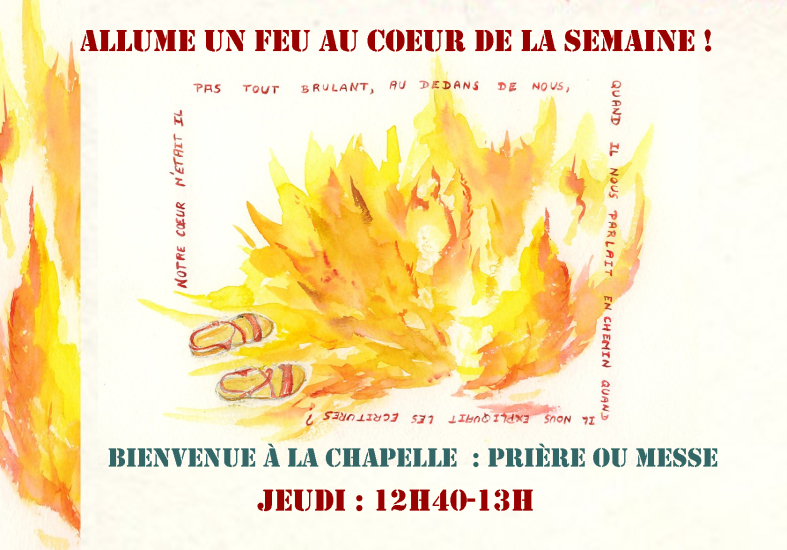 ALLUME UN FEU AU COEUR DE LA SEMAINE !
NOTRE CŒUR N'ÉTAIT IL
PAS TOUT BRULANT, AU DEDANS DE NOUS,
QUAND IL NOUS PARLAIT EN CHEMIN QUAND
IL NOUS EXPLIQUAIT LES ECRITURES ?
BIENVENUE À LA CHAPELLE : PRIÈRE OU MESSE
JEUDI : 12H40-13H